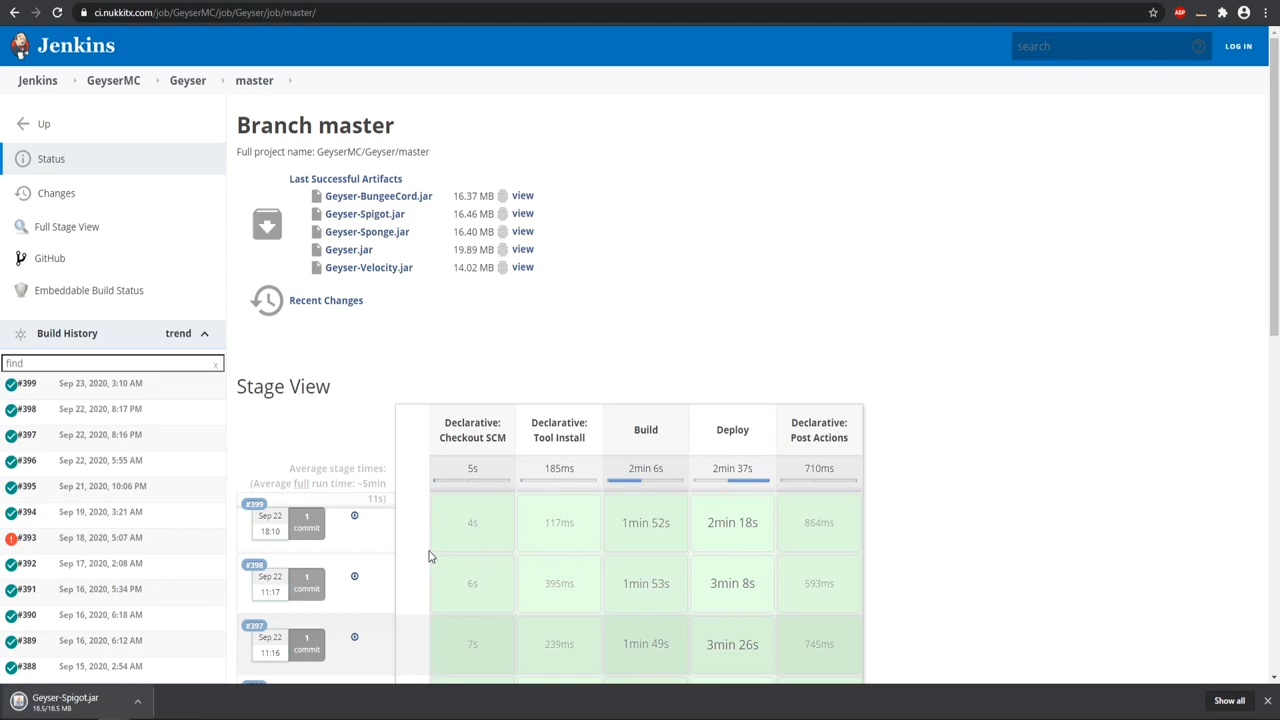 ci.nukkitx.com/job/GeyserMC/job/Geyser/job/master/
ABP
Jenkins
search
LOG IN
Jenkins
GeyserMC
Geyser
master
Up
Status
Changes
Full Stage View
GitHub
Embeddable Build Status
Build History
trend
find
x
#399 Sep 23, 2020, 3:10 AM
#398 Sep 22, 2020, 8:17 PM
#397 Sep 22, 2020, 8:16 PM
#396 Sep 22, 2020, 5:55 AM
#395 Sep 21, 2020, 10:06 PM
#394 Sep 19, 2020, 3:21 AM
#393 Sep 18, 2020, 5:07 AM
#392 Sep 17, 2020, 2:08 AM
#391 Sep 16, 2020, 5:34 PM
#390 Sep 16, 2020, 6:18 AM
#389 Sep 16, 2020, 6:12 AM
#388 Sep 15, 2020, 2:54 AM
Branch master
Full project name: GeyserMC/Geyser/master
Last Successful Artifacts
Geyser-BungeeCord.jar 16.37 MB view
Geyser-Spigot.jar 16.46 MB view
Geyser-Sponge.jar 16.40 MB view
Geyser.jar 19.89 MB view
Geyser-Velocity.jar 14.02 MB view
Recent Changes
Stage View
Declarative: Checkout SCM
Declarative: Tool Install
Build
Deploy
Declarative: Post Actions
Average stage times:
(Average full run time: ~5min
11s)
5s 185ms 2min 6s 2min 37s 710ms
#399
Sep 22
18:10
1
commit
4s 117ms 1min 52s 2min 18s 864ms
#398
Sep 22
11:17
1
commit
6s 395ms 1min 53s 3min 8s 593ms
#397
Sep 22
11:16
1
commit
7s 239ms 1min 49s 3min 26s 745ms
Geyser-Spigot.jar
16.5/16.5 MB
Show all